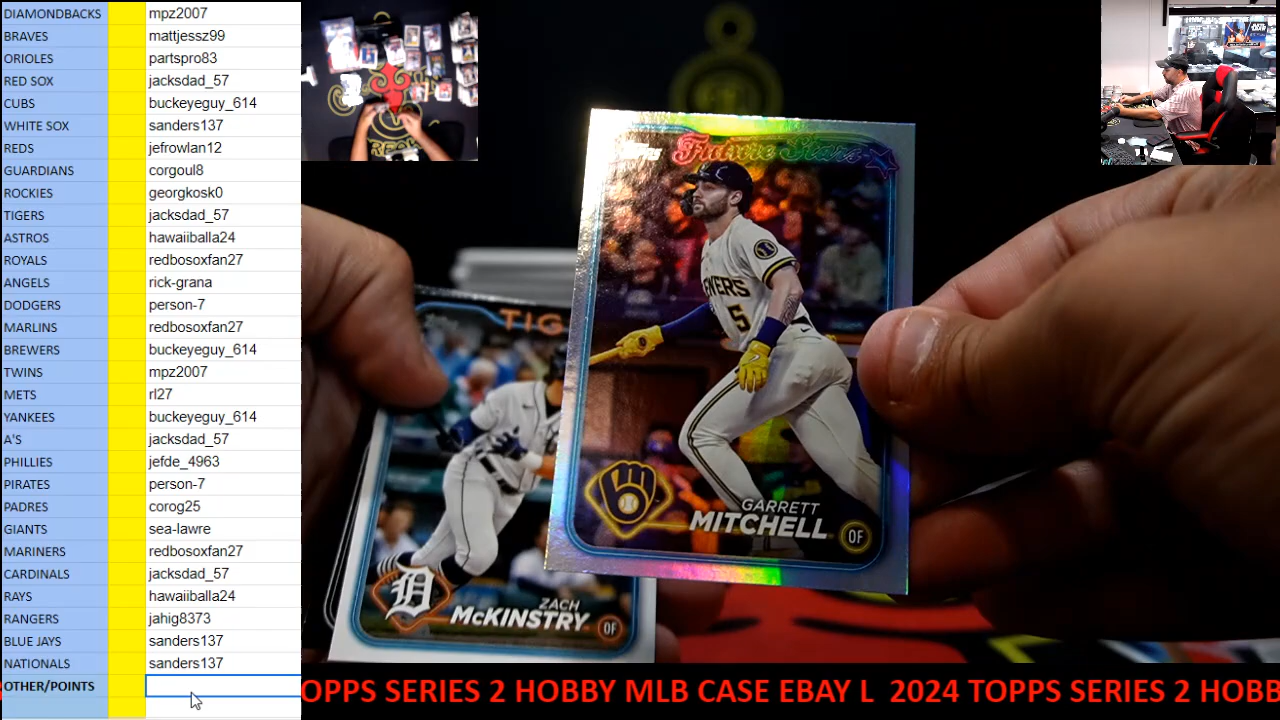 DIAMONDBACKS mpz2007
BRAVES mattjessz99
ORIOLES partspro83
RED SOX jacksdad_57
CUBS buckeyeguy_614
WHITE SOX sanders137
REDS jefrowlan12
GUARDIANS corgoul8
ROCKIES georgkosk0
TIGERS jacksdad_57
ASTROS hawaiiballa24
ROYALS redbosoxfan27
ANGELS rick-grana
DODGERS person-7
MARLINS redbosoxfan27
BREWERS buckeyeguy_614
TWINS mpz2007
METS rl27
YANKEES buckeyeguy_614
A'S jacksdad_57
PHILLIES jefde_4963
PIRATES person-7
PADRES corog25
GIANTS sea-lawre
MARINERS redbosoxfan27
CARDINALS jacksdad_57
RAYS hawaiiballa24
RANGERS jahig8373
BLUE JAYS sanders137
NATIONALS sanders137
OTHER/POINTS
Topps Future Stars
WERS
5
GARRETT
MITCHELL OF
TIG
ZACH
McKINSTRY OF
OPPS SERIES 2 HOBBY MLB CASE EBAY L 2024 TOPPS SERIES 2 HOBB